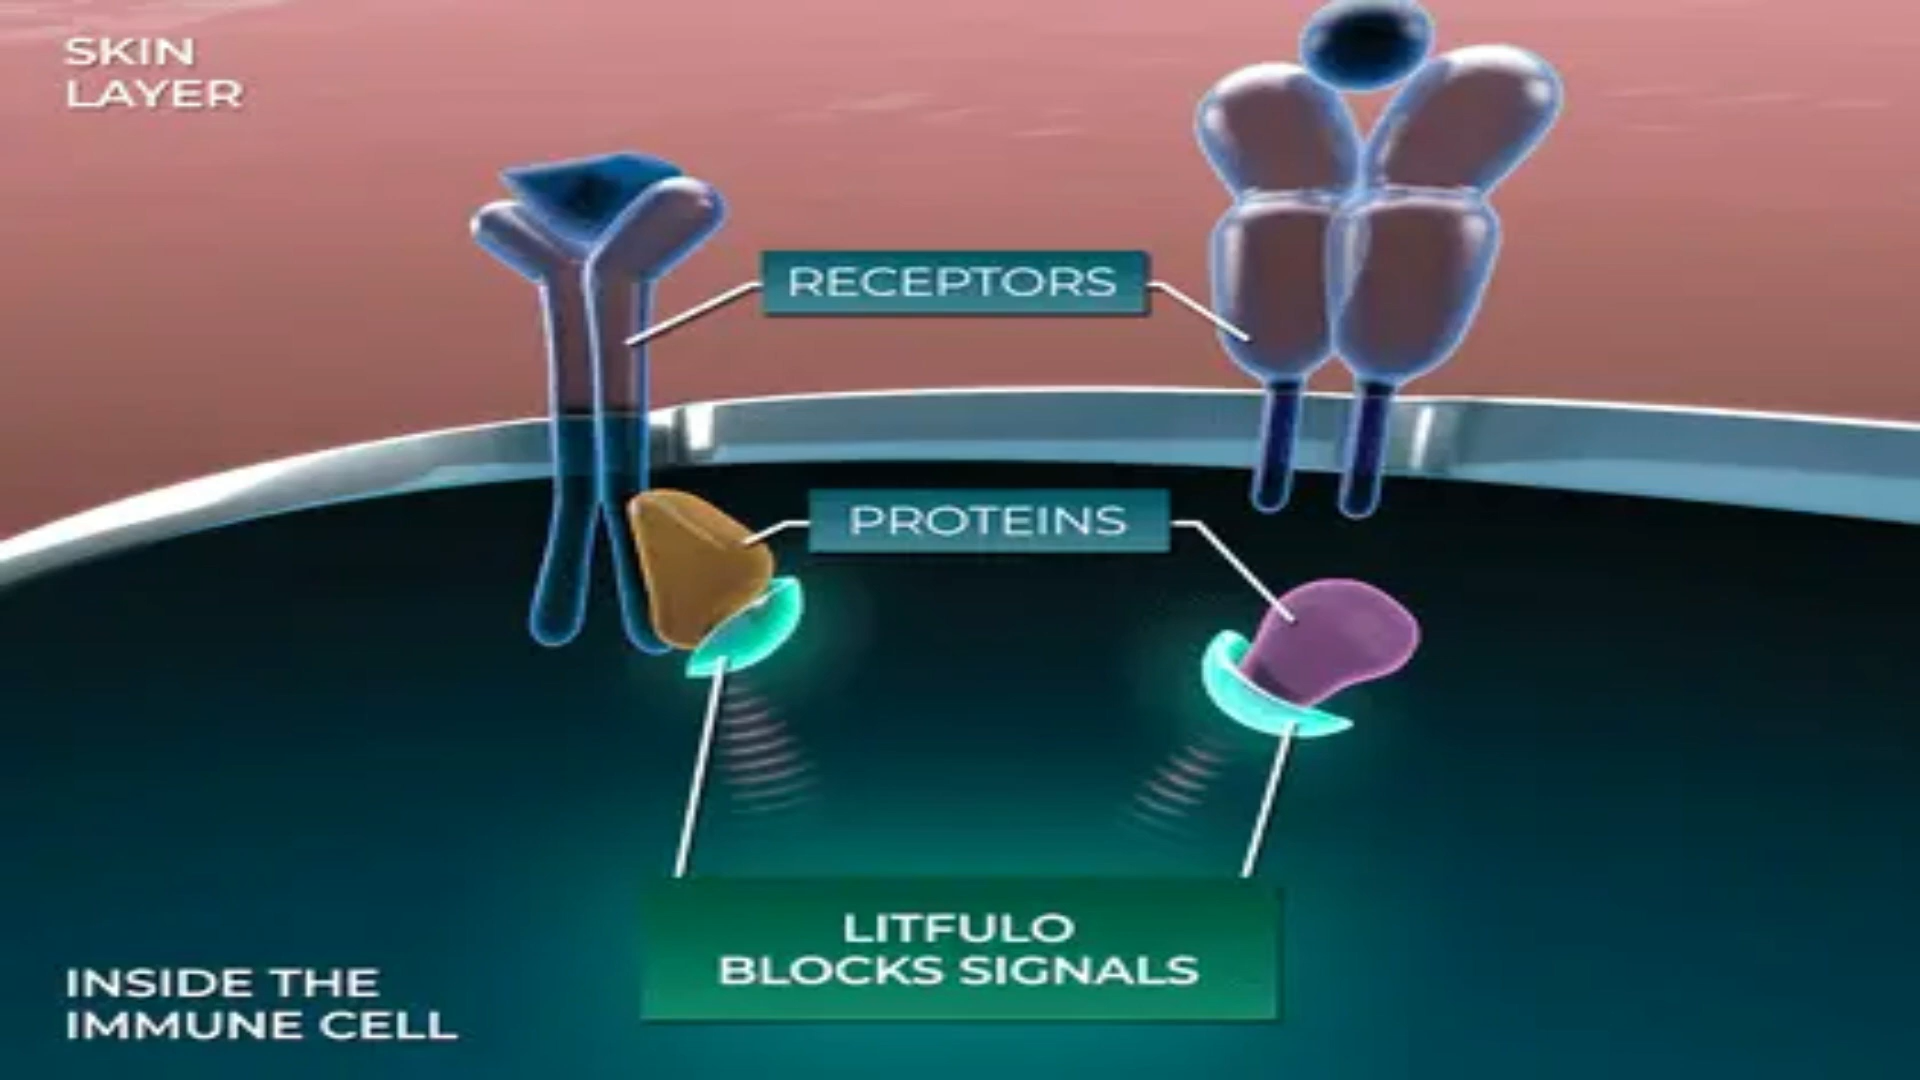 SKIN
LAYER
RECEPTORS
PROTEINS
LITFULO
BLOCKS SIGNALS
INSIDE THE
IMMUNE CELL